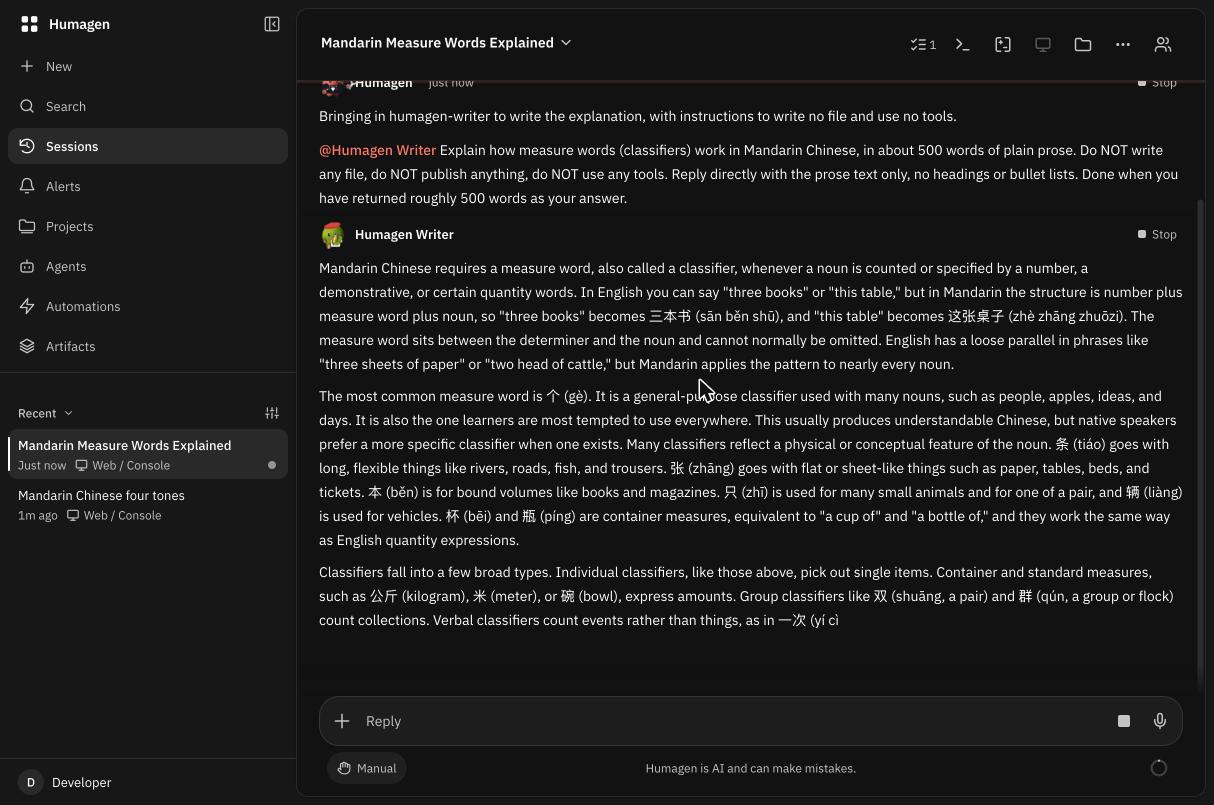 Humagen
New
Search
Sessions
Alerts
Projects
Agents
Automations
Artifacts
Recent
Mandarin Measure Words Explained
Just now Web / Console
Mandarin Chinese four tones
1m ago Web / Console
D Developer
Mandarin Measure Words Explained
1
Humagen just now Stop
Bringing in humagen-writer to write the explanation, with instructions to write no file and use no tools.
@Humagen Writer Explain how measure words (classifiers) work in Mandarin Chinese, in about 500 words of plain prose. Do NOT write
any file, do NOT publish anything, do NOT use any tools. Reply directly with the prose text only, no headings or bullet lists. Done when you
have returned roughly 500 words as your answer.
Humagen Writer Stop
Mandarin Chinese requires a measure word, also called a classifier, whenever a noun is counted or specified by a number, a
demonstrative, or certain quantity words. In English you can say "three books" or "this table," but in Mandarin the structure is number plus
measure word plus noun, so "three books" becomes 三本书 (sān běn shū), and "this table" becomes 这张桌子 (zhè zhāng zhuōzi). The
measure word sits between the determiner and the noun and cannot normally be omitted. English has a loose parallel in phrases like
"three sheets of paper" or "two head of cattle," but Mandarin applies the pattern to nearly every noun.
The most common measure word is 个 (gè). It is a general-purpose classifier used with many nouns, such as people, apples, ideas, and
days. It is also the one learners are most tempted to use everywhere. This usually produces understandable Chinese, but native speakers
prefer a more specific classifier when one exists. Many classifiers reflect a physical or conceptual feature of the noun. 条 (tiáo) goes with
long, flexible things like rivers, roads, fish, and trousers. 张 (zhāng) goes with flat or sheet-like things such as paper, tables, beds, and
tickets. 本 (běn) is for bound volumes like books and magazines. 只 (zhī) is used for many small animals and for one of a pair, and 辆 (liàng)
is used for vehicles. 杯 (bēi) and 瓶 (píng) are container measures, equivalent to "a cup of" and "a bottle of," and they work the same way
as English quantity expressions.
Classifiers fall into a few broad types. Individual classifiers, like those above, pick out single items. Container and standard measures,
such as 公斤 (kilogram), 米 (meter), or 碗 (bowl), express amounts. Group classifiers like 双 (shuāng, a pair) and 群 (qún, a group or flock)
count collections. Verbal classifiers count events rather than things, as in 一次 (yí cì
Reply
Manual
Humagen is AI and can make mistakes.